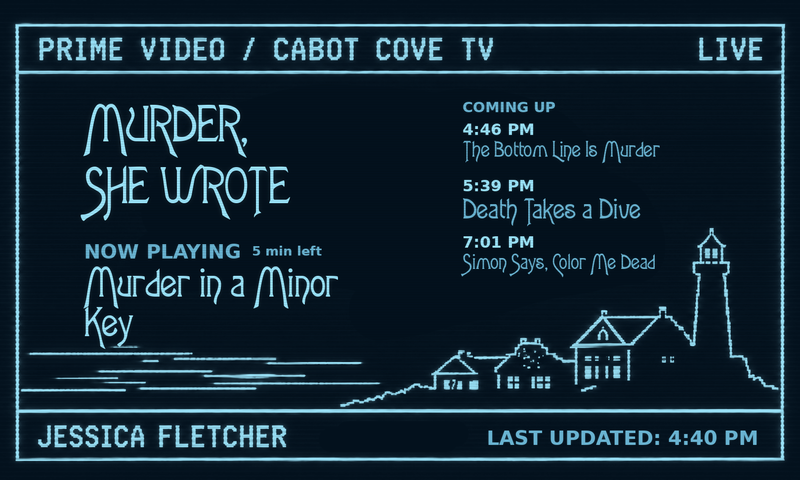 PRIME VIDEO / CABOT COVE TV
LIVE
MURDER,
SHE WROTE
NOW PLAYING 5 min left
Murder in a Minor
Key
COMING UP
4:46 PM
The Bottom Line Is Murder
5:39 PM
Death Takes a Dive
7:01 PM
Simon Says, Color Me Dead
JESSICA FLETCHER
LAST UPDATED: 4:40 PM